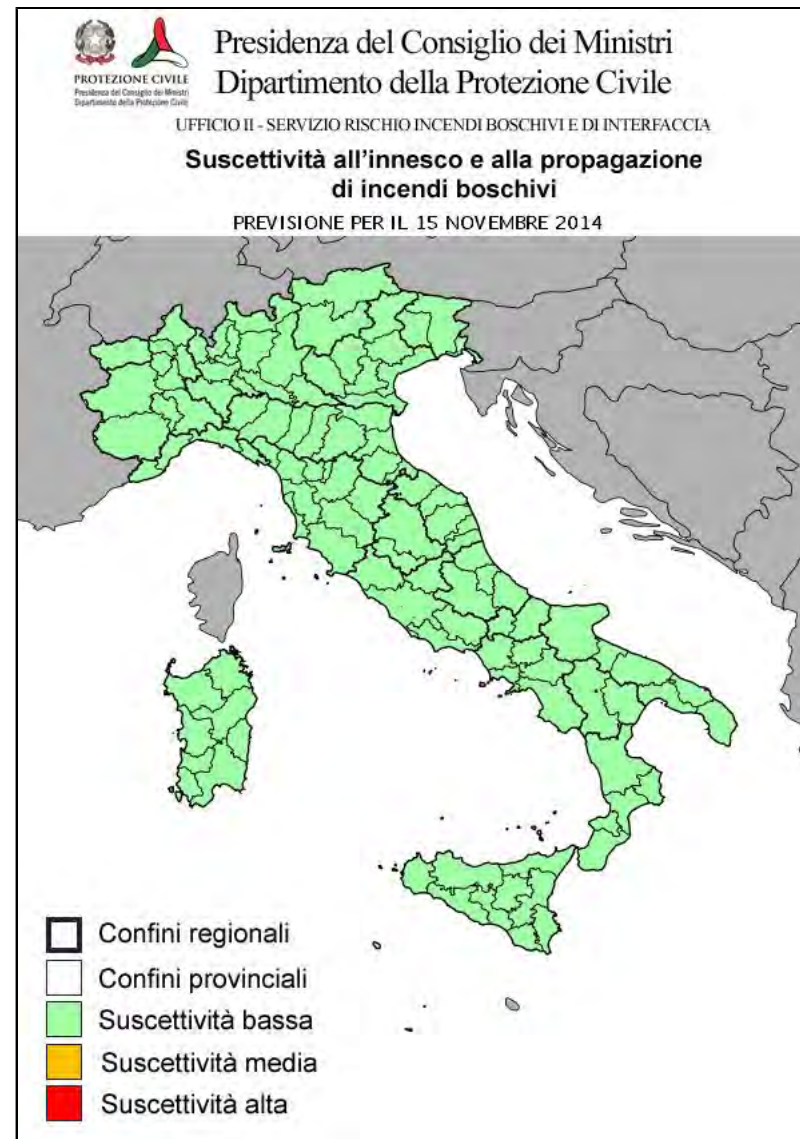 Presidenza del Consiglio dei Ministri
Dipartimento della Protezione Civile
PROTEZIONE CIVILE
Presidenza del Consiglio dei Ministri
Dipartimento della Protezione Civile
UFFICIO II - SERVIZIO RISCHIO INCENDI BOSCHIVI E DI INTERFACCIA
Suscettività all'innesco e alla propagazione
di incendi boschivi
PREVISIONE PER IL 15 NOVEMBRE 2014
Confini regionali
Confini provinciali
Suscettività bassa
Suscettività media
Suscettività alta